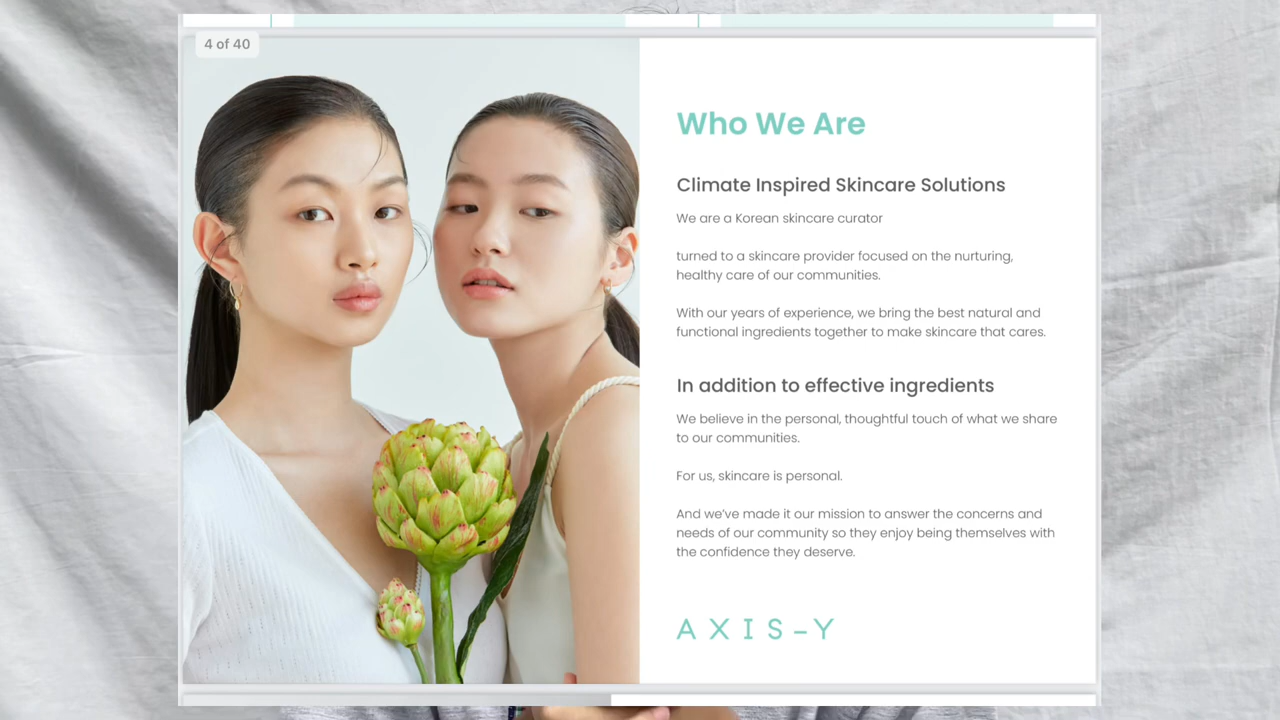 4 of 40
Who We Are
Climate Inspired Skincare Solutions
We are a Korean skincare curator
turned to a skincare provider focused on the nurturing,
healthy care of our communities.
With our years of experience, we bring the best natural and
functional ingredients together to make skincare that cares.
In addition to effective ingredients
We believe in the personal, thoughtful touch of what we share
to our communities.
For us, skincare is personal.
And we've made it our mission to answer the concerns and
needs of our community so they enjoy being themselves with
the confidence they deserve.
AXIS-Y